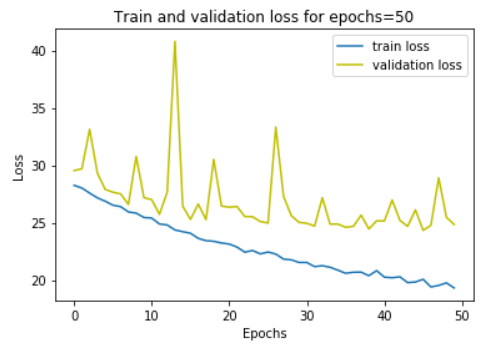 Train and validation loss for epochs=50
train loss
validation loss
Loss
40
35
30
25
20
0 10 20 30 40 50
Epochs